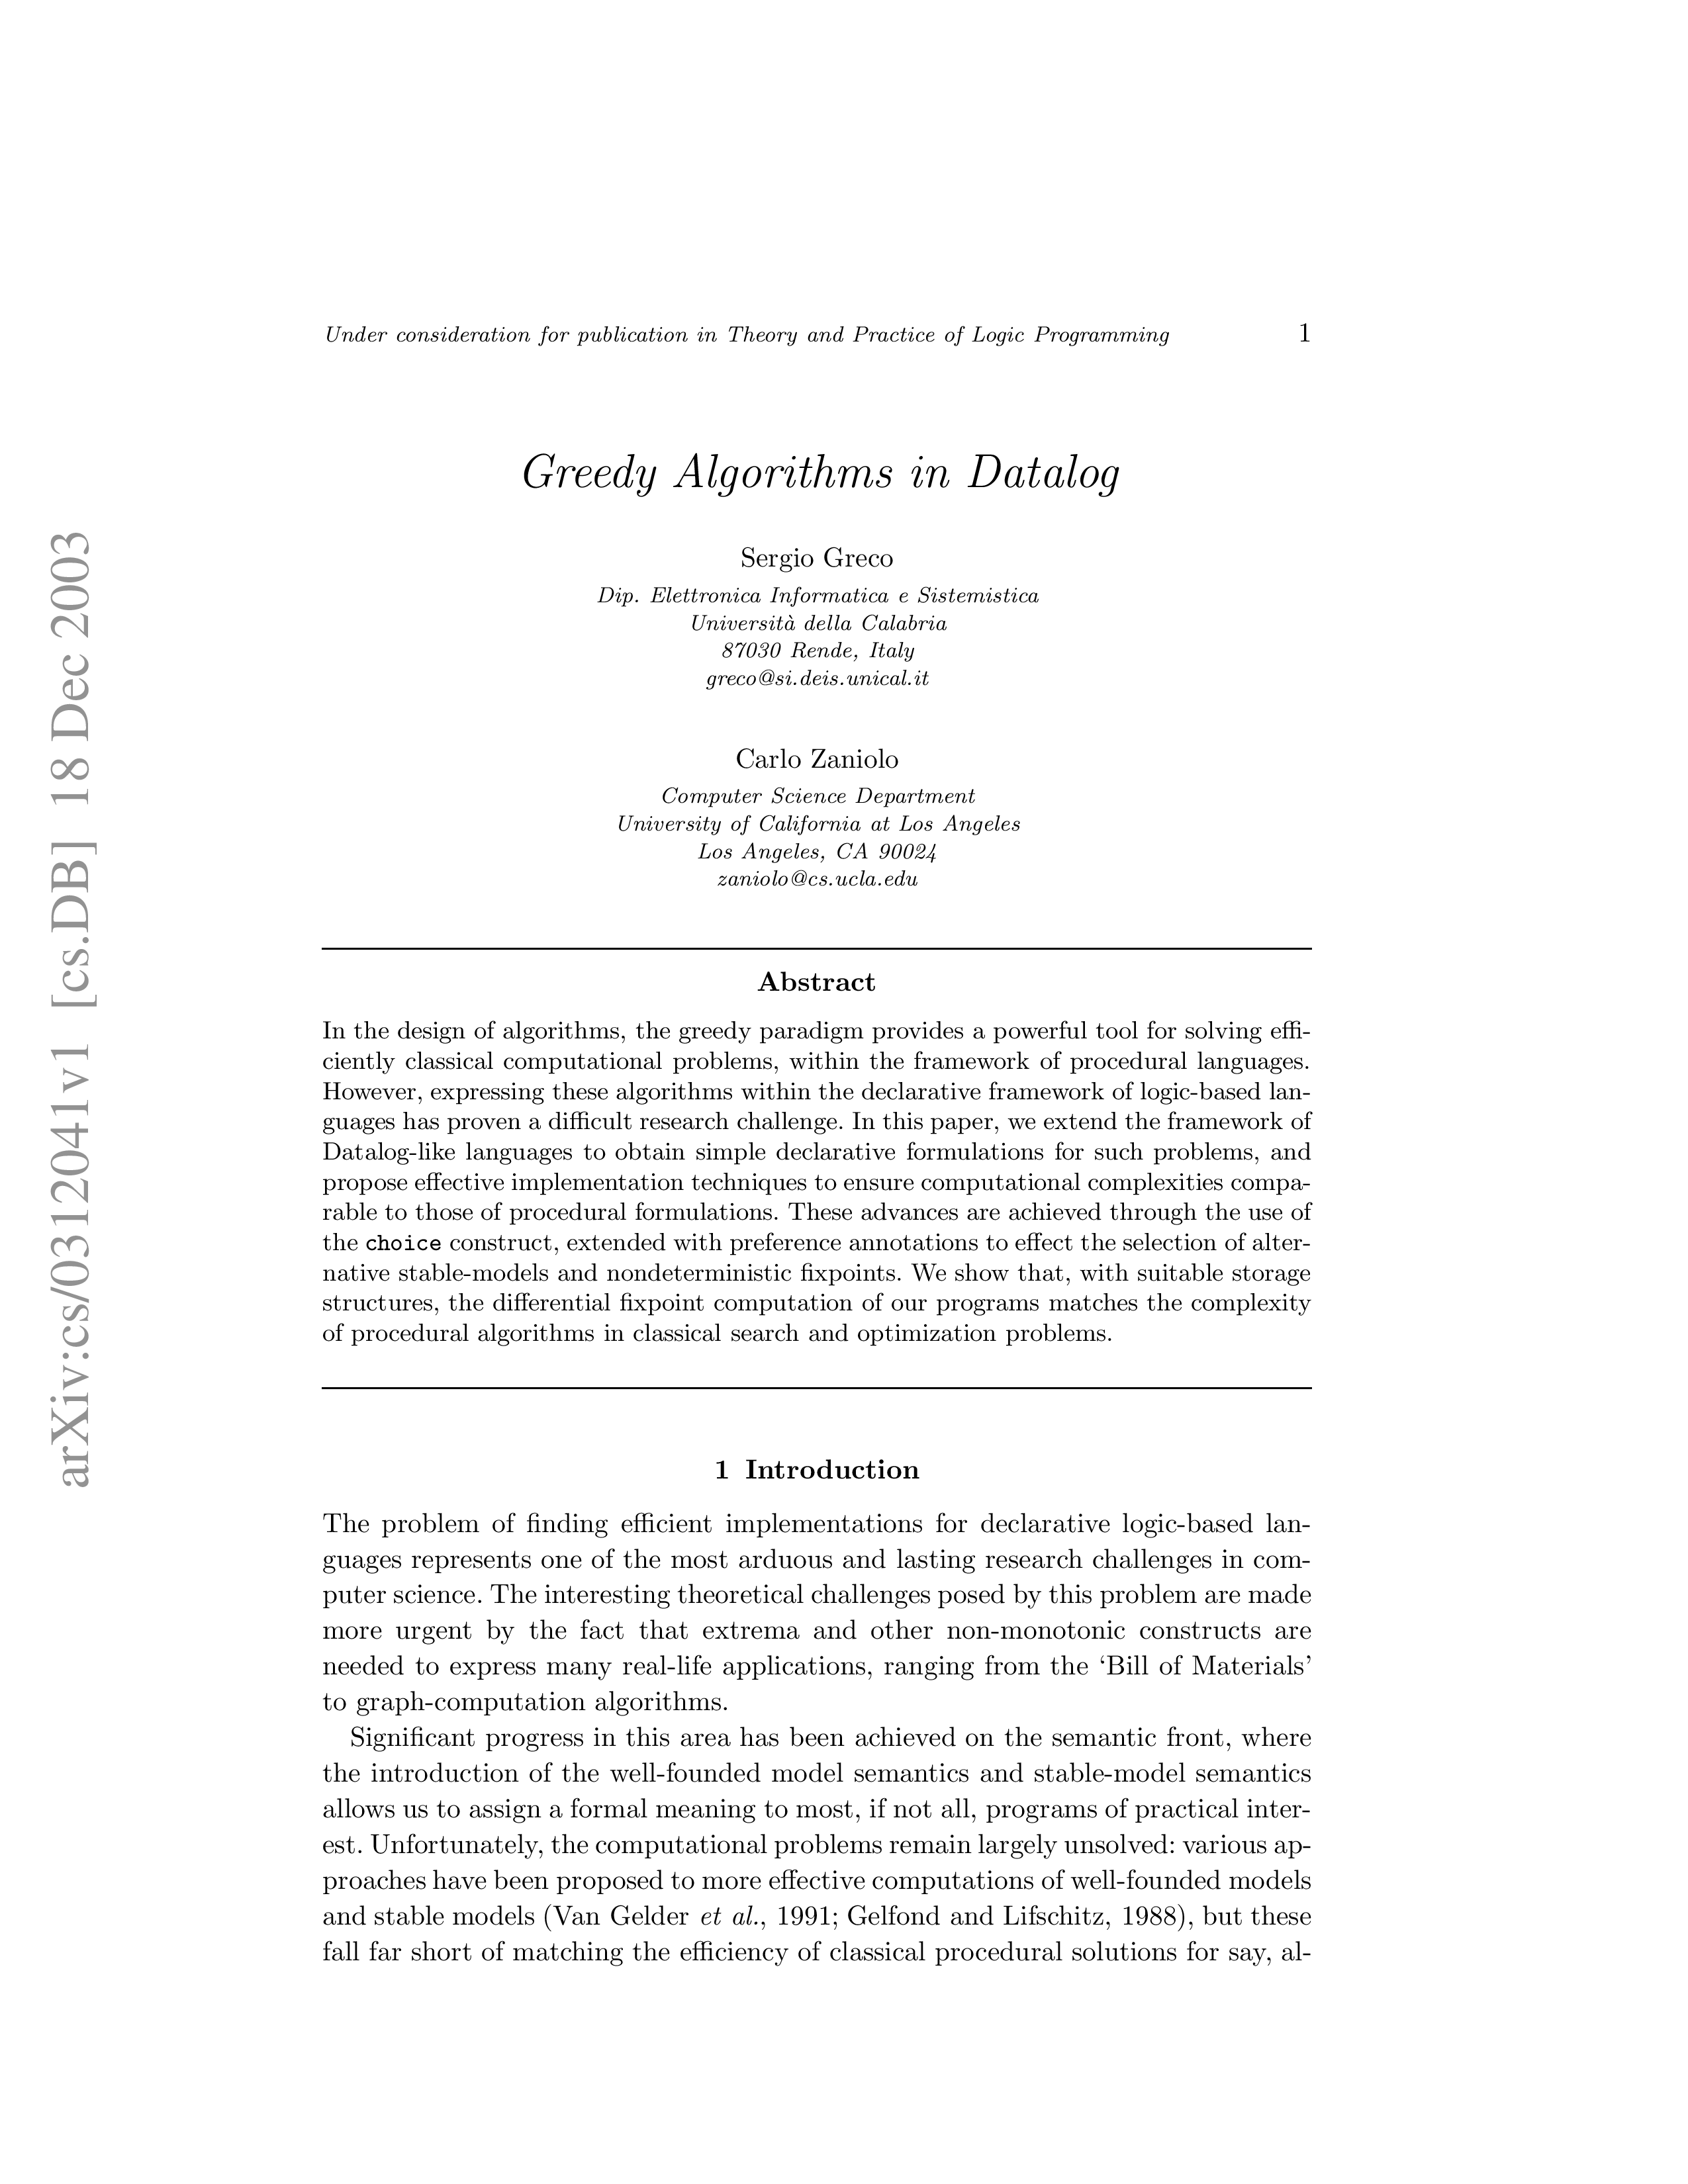 Under consideration for publication in Theory and Practice of Logic Programming 1
Greedy Algorithms in Datalog
Sergio Greco
Dip. Elettronica Informatica e Sistemistica
Università della Calabria
87030 Rende, Italy
greco@si.deis.unical.it
Carlo Zaniolo
Computer Science Department
University of California at Los Angeles
Los Angeles, CA 90024
zaniolo@cs.ucla.edu
Abstract
In the design of algorithms, the greedy paradigm provides a powerful tool for solving effi-
ciently classical computational problems, within the framework of procedural languages.
However, expressing these algorithms within the declarative framework of logic-based lan-
guages has proven a difficult research challenge. In this paper, we extend the framework of
Datalog-like languages to obtain simple declarative formulations for such problems, and
propose effective implementation techniques to ensure computational complexities compa-
rable to those of procedural formulations. These advances are achieved through the use of
the choice construct, extended with preference annotations to effect the selection of alter-
native stable-models and nondeterministic fixpoints. We show that, with suitable storage
structures, the differential fixpoint computation of our programs matches the complexity
of procedural algorithms in classical search and optimization problems.
1 Introduction
The problem of finding efficient implementations for declarative logic-based lan-
guages represents one of the most arduous and lasting research challenges in com-
puter science. The interesting theoretical challenges posed by this problem are made
more urgent by the fact that extrema and other non-monotonic constructs are
needed to express many real-life applications, ranging from the ‘Bill of Materials’
to graph-computation algorithms.
Significant progress in this area has been achieved on the semantic front, where
the introduction of the well-founded model semantics and stable-model semantics
allows us to assign a formal meaning to most, if not all, programs of practical inter-
est. Unfortunately, the computational problems remain largely unsolved: various ap-
proaches have been proposed to more effective computations of well-founded models
and stable models (Van Gelder et al., 1991; Gelfond and Lifschitz, 1988), but these
fall far short of matching the efficiency of classical procedural solutions for say, al-
arXiv:cs/0312041v1 [cs.DB] 18 Dec 2003